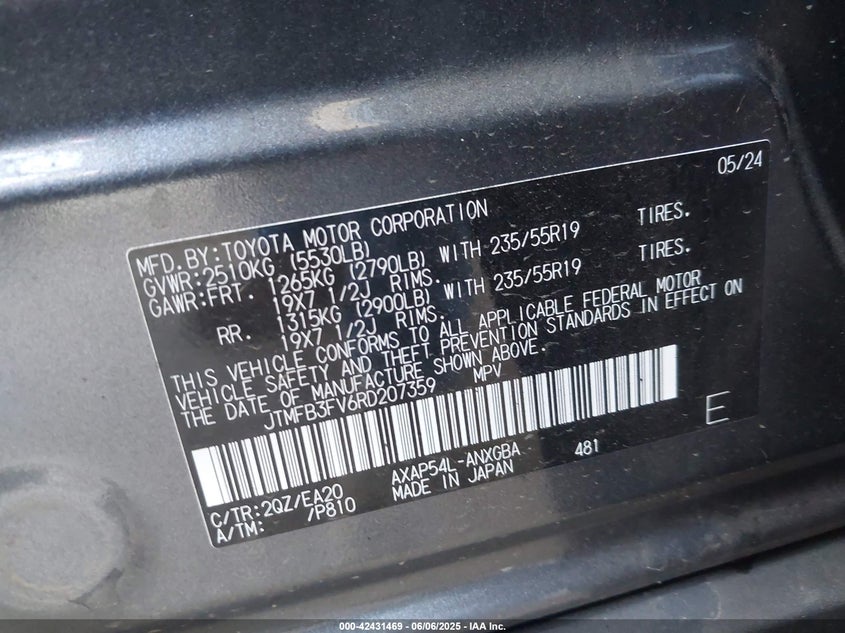 05/24
MFD.BY:TOYOTA MOTOR CORPORATION
GVWR:2510KG (5530LB)
GAWR:FRT. 1265KG (2790LB) WITH 235/55R19 TIRES.
19X7 1/2J RIMS.
RR. 1315KG (2900LB) WITH 235/55R19 TIRES.
19X7 1/2J RIMS.
THIS VEHICLE CONFORMS TO ALL APPLICABLE FEDERAL MOTOR
VEHICLE SAFETY AND THEFT PREVENTION STANDARDS IN EFFECT ON
THE DATE OF MANUFACTURE SHOWN ABOVE.
JTMFB3FV6RD207359 MPV
E
C/TR:2QZ/EA20 AXAP54L-ANXGBA 481
A/TM: /P810 MADE IN JAPAN
000-42431469 - 06/06/2025 - IAA Inc.